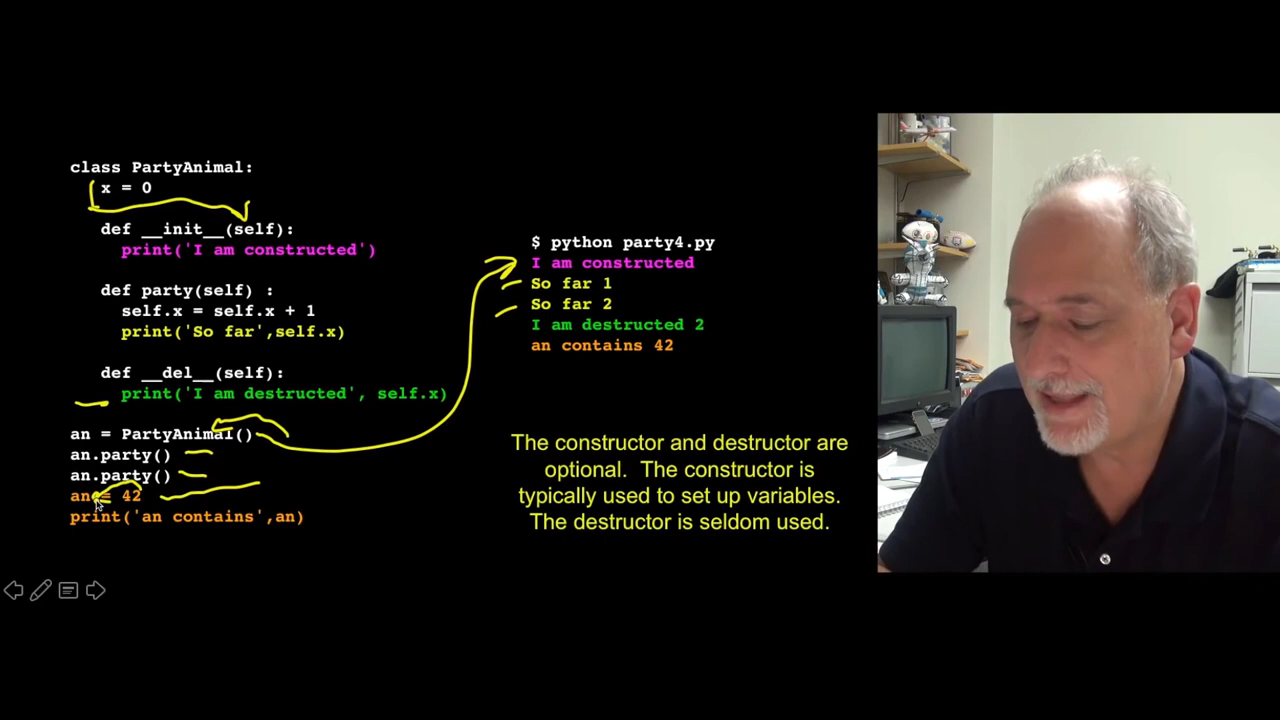 class PartyAnimal:
x = 0
def __init__(self):
print('I am constructed')
def party(self) :
self.x = self.x + 1
print('So far',self.x)
def __del__(self):
print('I am destructed', self.x)
an = PartyAnimal()
an.party()
an.party()
an = 42
print('an contains',an)
$ python party4.py
I am constructed
So far 1
So far 2
I am destructed 2
an contains 42
The constructor and destructor are
optional. The constructor is
typically used to set up variables.
The destructor is seldom used.